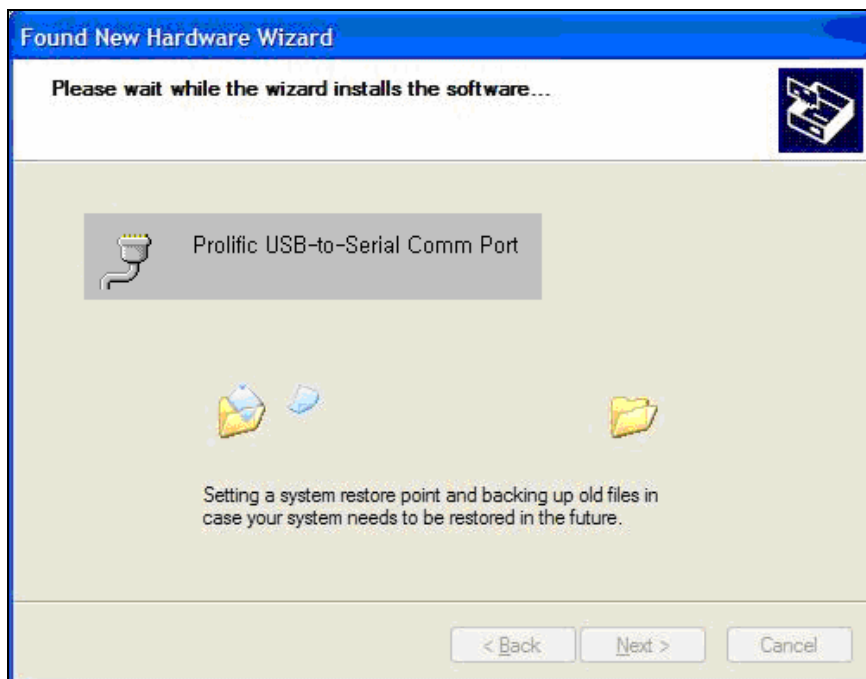 Found New Hardware Wizard
Please wait while the wizard installs the software...
Prolific USB-to-Serial Comm Port
Setting a system restore point and backing up old files in
case your system needs to be restored in the future.
< Back Next > Cancel